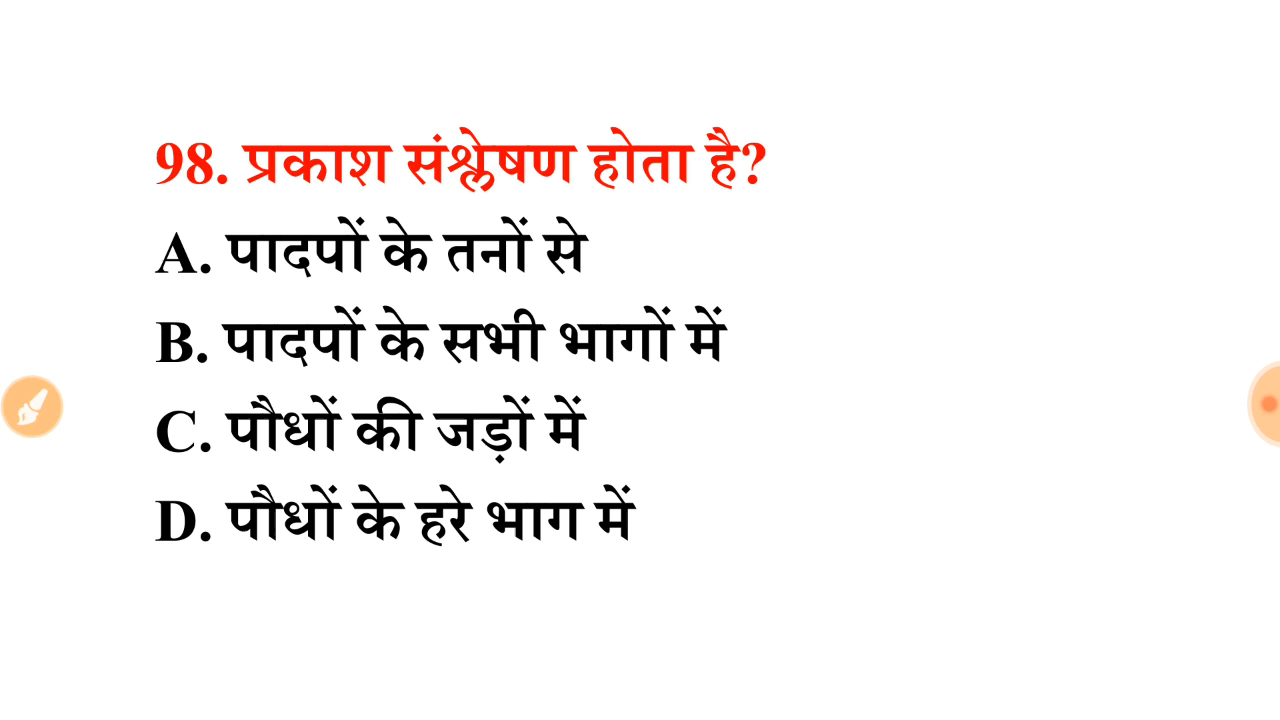 98. प्रकाश संश्लेषण होता है?
A. पादपों के तनों से
B. पादपों के सभी भागों में
C. पौधों की जड़ों में
D. पौधों के हरे भाग में